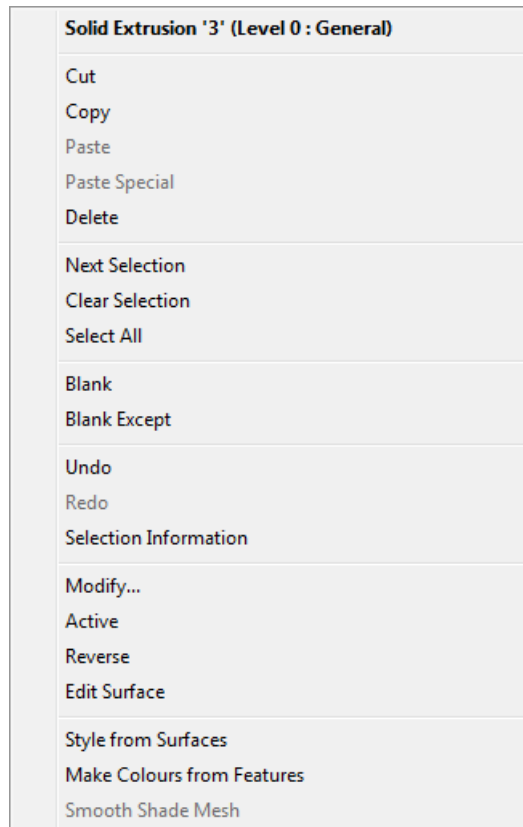 Solid Extrusion '3' (Level 0 : General)
Cut
Copy
Paste
Paste Special
Delete
Next Selection
Clear Selection
Select All
Blank
Blank Except
Undo
Redo
Selection Information
Modify...
Active
Reverse
Edit Surface
Style from Surfaces
Make Colours from Features
Smooth Shade Mesh